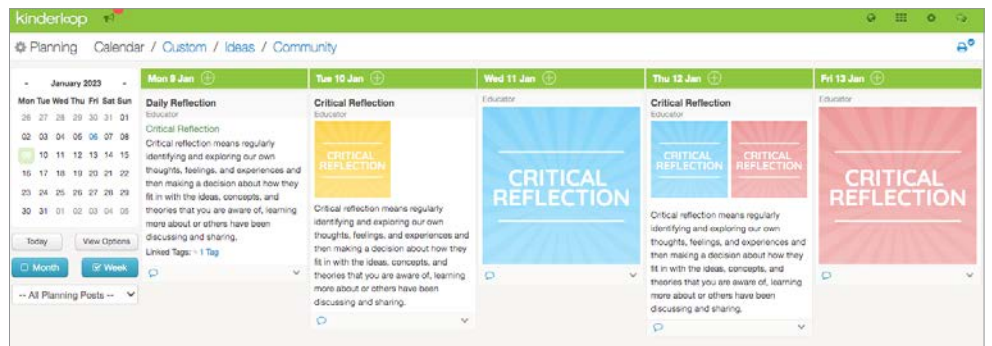 kinderloop
Planning Calendar / Custom / Ideas / Community
- January 2023 -
Mon Tue Wed Thu Fri Sat Sun
26 27 28 29 30 31 01
02 03 04 05 06 07 08
10 11 12 13 14 15
16 17 18 19 20 21 22
23 24 25 26 27 28 29
30 31 01 02 03 04 05
Today View Options
Month Week
-- All Planning Posts --
Mon 9 Jan
Daily Reflection
Educator
Critical Reflection
Critical reflection means regularly
identifying and exploring our own
thoughts, feelings, and experiences and
then making a decision about how they
fit in with the ideas, concepts, and
theories that you are aware of, learning
more about or others have been
discussing and sharing.
Linked Tags: - 1 Tag
Tue 10 Jan
Critical Reflection
Educator
CRITICAL
REFLECTION
Critical reflection means regularly
identifying and exploring our own
thoughts, feelings, and experiences and
then making a decision about how they
fit in with the ideas, concepts, and
theories that you are aware of, learning
more about or others have been
discussing and sharing.
Wed 11 Jan
Educator
CRITICAL
REFLECTION
Thu 12 Jan
Critical Reflection
Educator
CRITICAL
REFLECTION
CRITICAL
REFLECTION
Critical reflection means regularly
identifying and exploring our own
thoughts, feelings, and experiences and
then making a decision about how they
fit in with the ideas, concepts, and
theories that you are aware of, learning
more about or others have been
discussing and sharing.
Fri 13 Jan
Educator
CRITICAL
REFLECTION